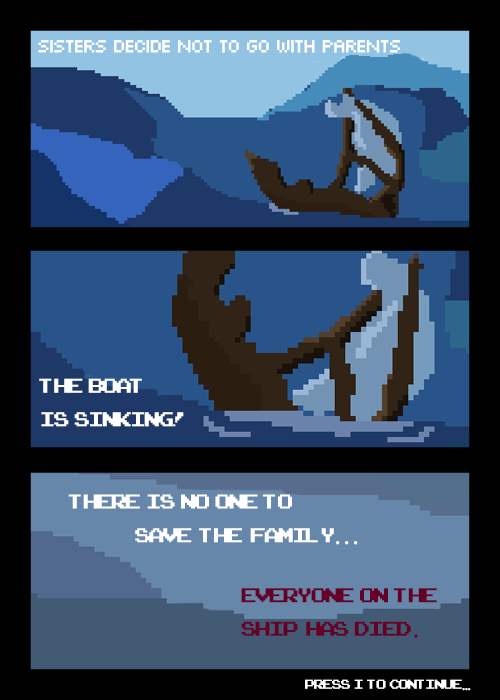 SISTERS DECIDE NOT TO GO WITH PARENTS
THE BOAT
IS SINKING!
THERE IS NO ONE TO
SAVE THE FAMILY...
EVERYONE ON THE
SHIP HAS DIED.
PRESS I TO CONTINUE...